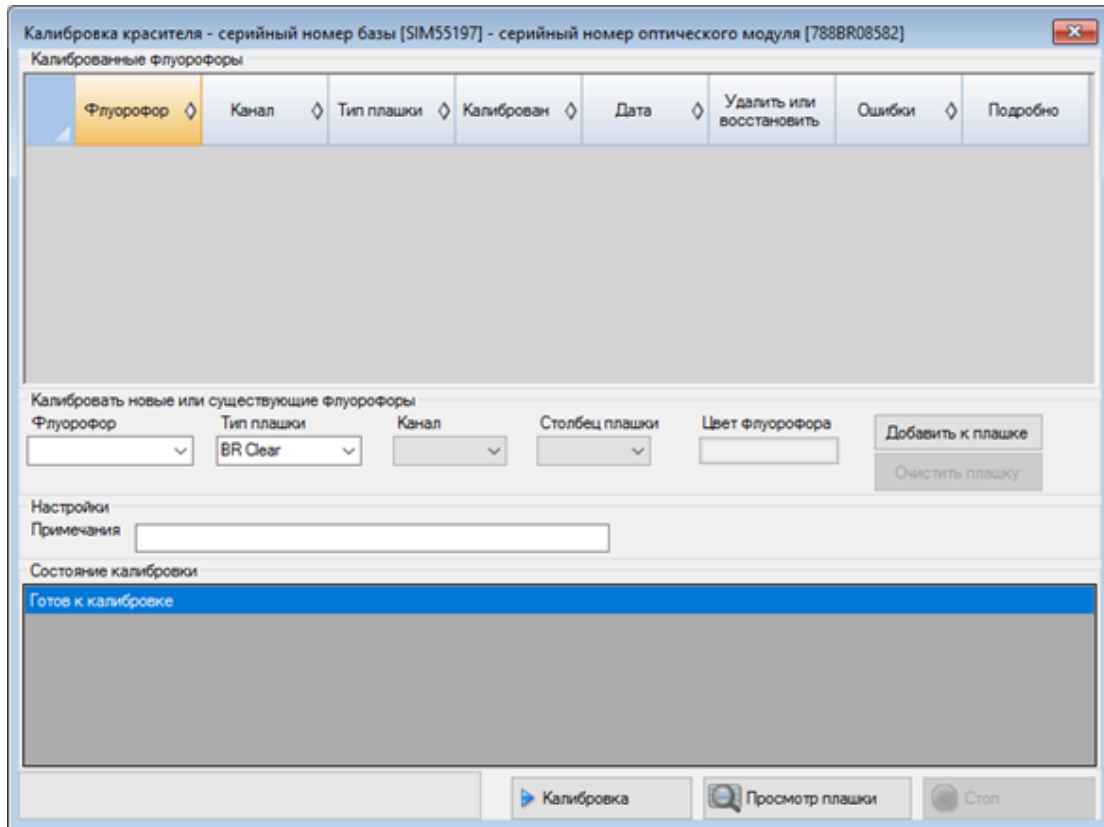 Калибровка красителя - серийный номер базы [SIM55197] - серийный номер оптического модуля [788BR08582]
Калиброванные флуорофоры
Флуорофор Канал Тип плашки Калиброван Дата Удалить или восстановить Ошибки Подробно
Калибровать новые или существующие флуорофоры
Флуорофор Тип плашки Канал Столбец плашки Цвет флуорофора
BR Clear
Добавить к плашке
Очистить плашку
Настройки
Примечания
Состояние калибровки
Готов к калибровке
Калибровка Просмотр плашки Стоп